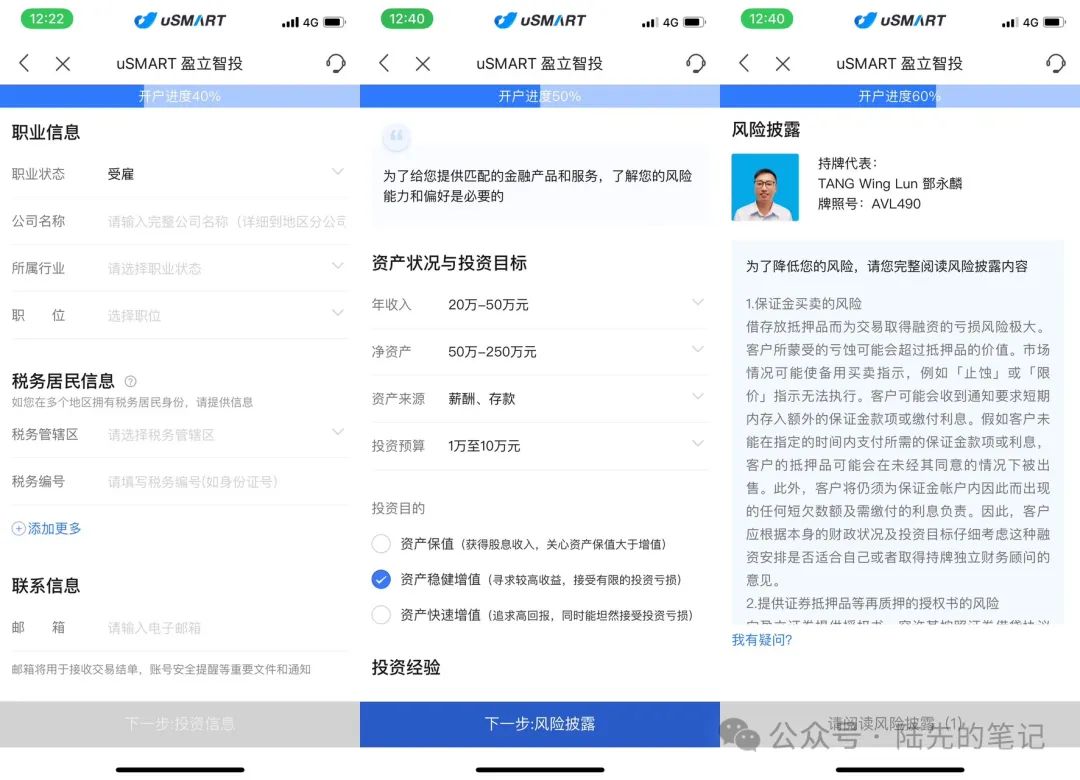 12:22
uSMART
4G
uSMART 盈立智投
开户进度40%
职业信息
职业状态 受雇
公司名称 请输入完整公司名称（详细到地区分公司
所属行业 请选择职业状态
职 位 选择职位
税务居民信息
如您在多个地区拥有税务居民身份，请提供信息
税务管辖区 请选择税务管辖区
税务编号 请填写税务编号(如身份证号)
添加更多
联系信息
邮 箱 请输入电子邮箱
邮箱将用于接收交易结单，账号安全提醒等重要文件和通知
下一步:投资信息
12:40
uSMART
4G
uSMART 盈立智投
开户进度50%
为了给您提供匹配的金融产品和服务，了解您的风险
能力和偏好是必要的
资产状况与投资目标
年收入 20万-50万元
净资产 50万-250万元
资产来源 薪酬、存款
投资预算 1万至10万元
投资目的
资产保值（获得股息收入，关心资产保值大于增值）
资产稳健增值（寻求较高收益，接受有限的投资亏损）
资产快速增值（追求高回报，同时能坦然接受投资亏损）
投资经验
下一步:风险披露
12:40
uSMART
4G
uSMART 盈立智投
开户进度60%
风险披露
持牌代表：
TANG Wing Lun 鄧永麟
牌照号：AVL490
为了降低您的风险，请您完整阅读风险披露内容
1.保证金买卖的风险
借存放抵押品而为交易取得融资的亏损风险极大。
客户所蒙受的亏蚀可能会超过抵押品的价值。市场
情况可能使备用买卖指示，例如「止蚀」或「限
价」指示无法执行。客户可能会收到通知要求短期
内存入额外的保证金款项或缴付利息。假如客户未
能在指定的时间内支付所需的保证金款项或利息，
客户的抵押品可能会在未经其同意的情况下被出
售。此外，客户将仍须为保证金帐户内因此而出现
的任何短欠数额及需缴付的利息负责。因此，客户
应根据本身的财政状况及投资目标仔细考虑这种融
资安排是否适合自己或者取得持牌独立财务顾问的
意见。
2.提供证券抵押品等再质押的授权书的风险
我有疑问?
请阅读风险披露（1）
公众号 · 陆先的笔记